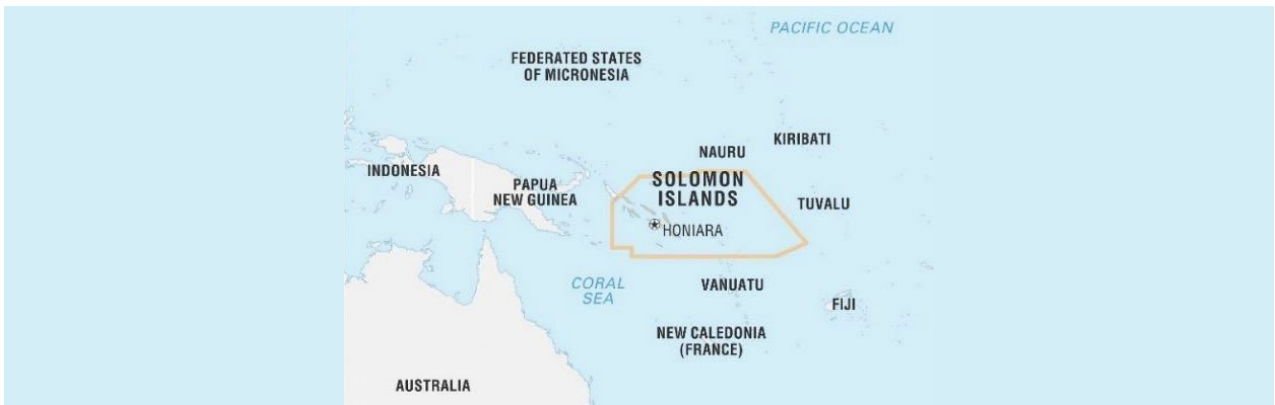 PACIFIC OCEAN
FEDERATED STATES
OF MICRONESIA
KIRIBATI
NAURU
INDONESIA
PAPUA
NEW GUINEA
SOLOMON
ISLANDS
TUVALU
HONIARA
CORAL
SEA
VANUATU
FIJI
NEW CALEDONIA
(FRANCE)
AUSTRALIA